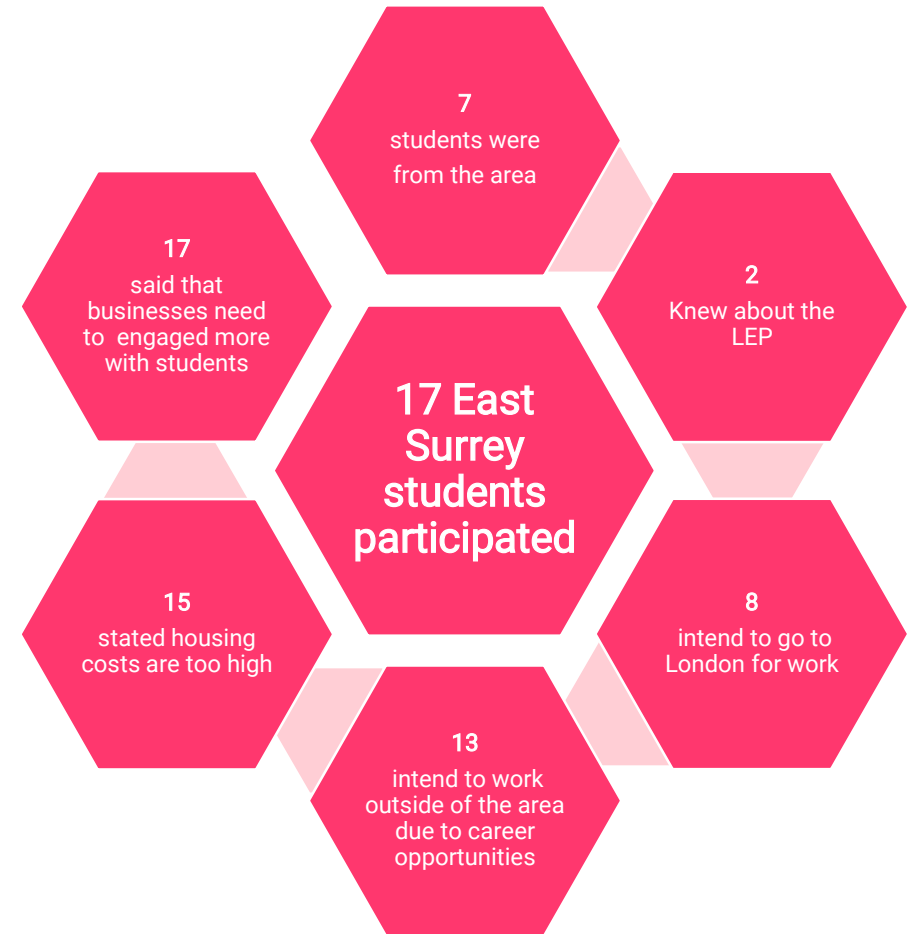 17 East
Surrey
students
participated
7
students were
from the area
2
Knew about the
LEP
8
intend to go to
London for work
13
intend to work
outside of the area
due to career
opportunities
15
stated housing
costs are too high
17
said that
businesses need
to  engaged more
with students